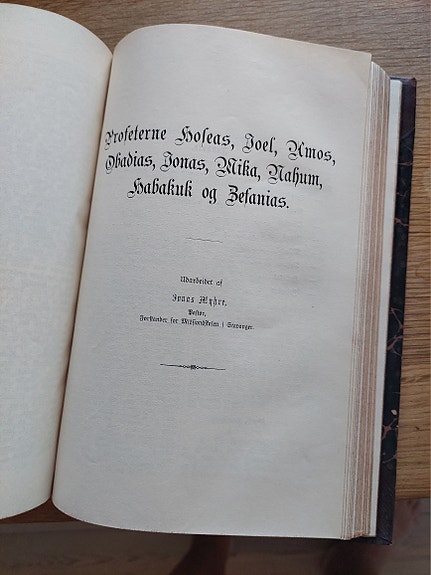 Profeterne Hoseas, Joel, Amos,
Obadias, Jonas, Mika, Nahum,
Habakuk og Zefanias.
Udarbeidet af
Jonas Myhre,
Pastor,
Forstander for Missionsskolen i Stavanger.